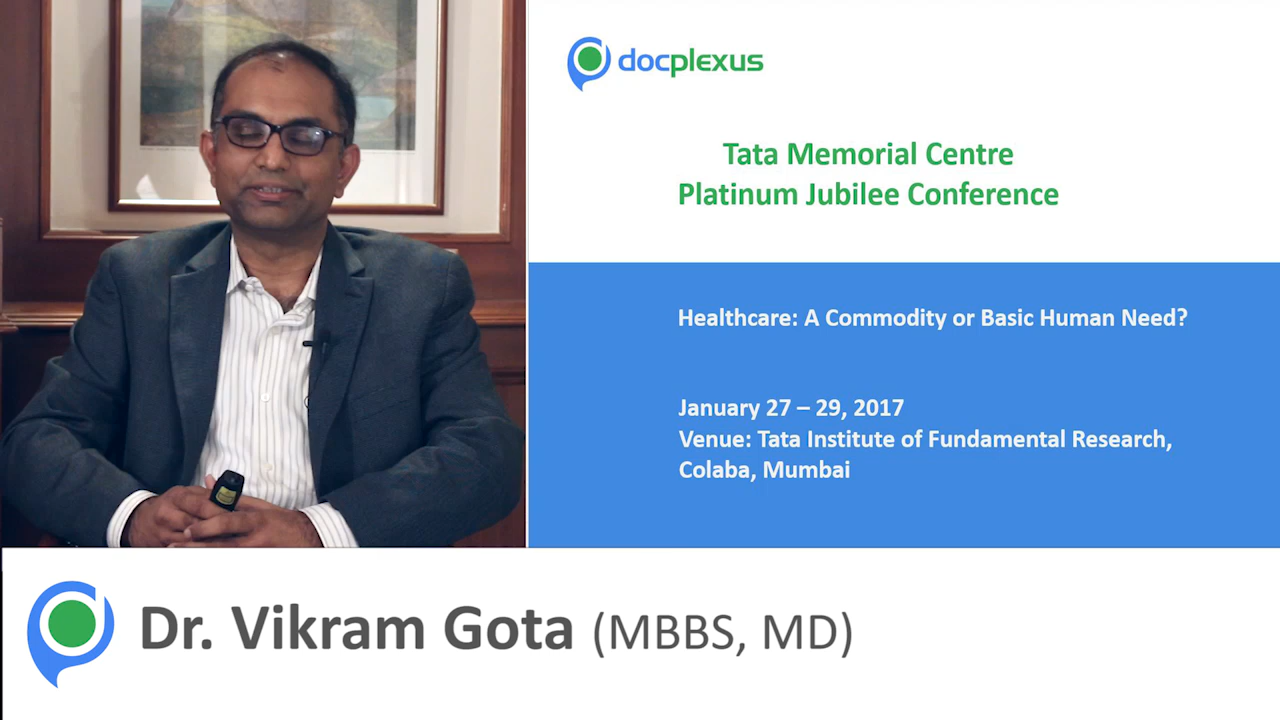 docplexus
Tata Memorial Centre
Platinum Jubilee Conference
Healthcare: A Commodity or Basic Human Need?
January 27 – 29, 2017
Venue: Tata Institute of Fundamental Research,
Colaba, Mumbai
Dr. Vikram Gota (MBBS, MD)